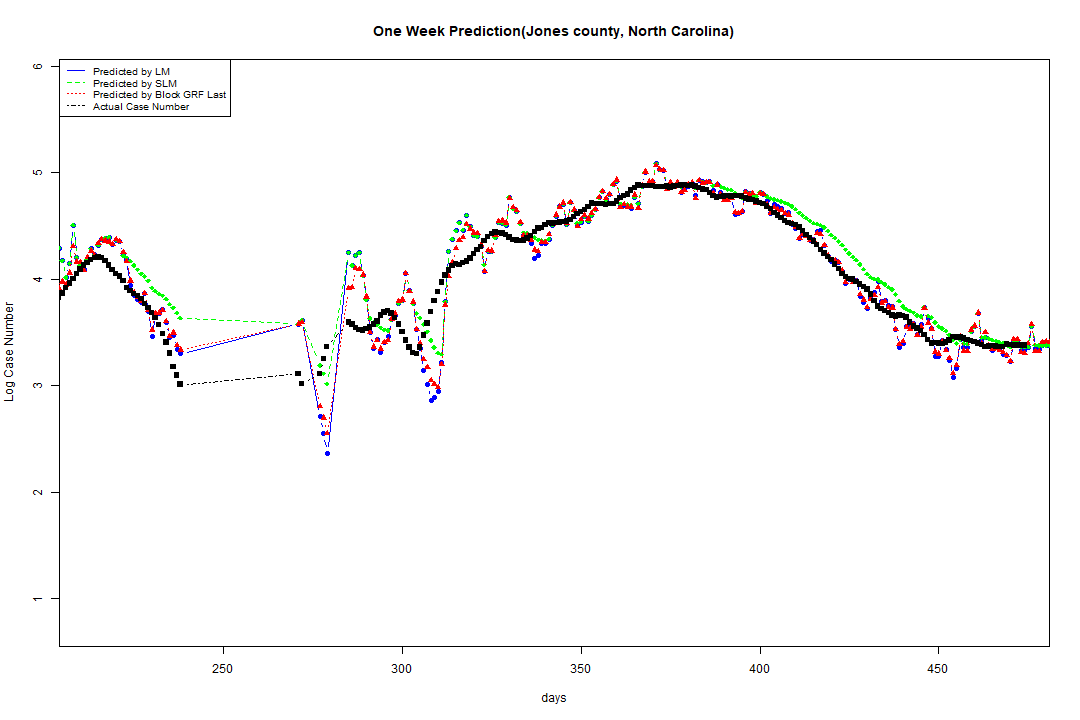 One Week Prediction(Jones county, North Carolina)
Predicted by LM
Predicted by SLM
Predicted by Block GRF Last
Actual Case Number
Log Case Number
6
5
4
3
2
1
250
300
350
400
450
days